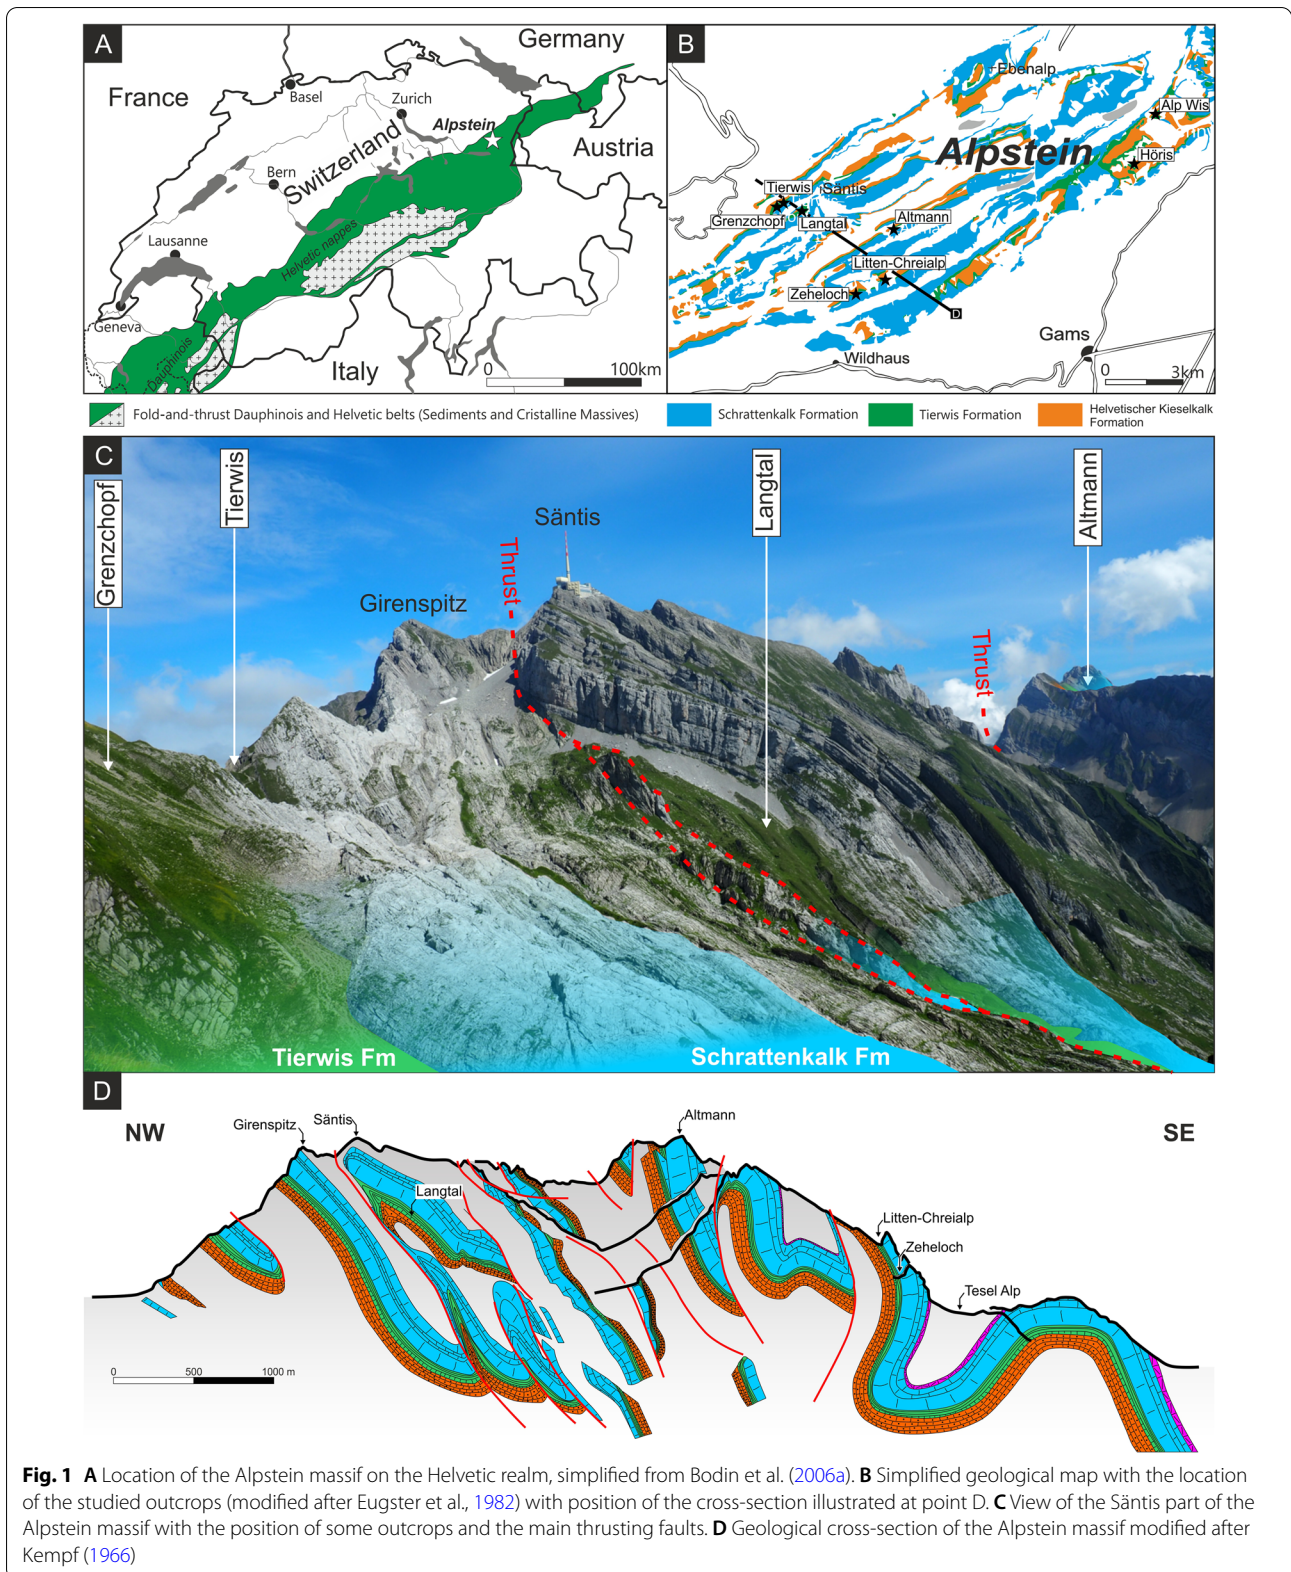 A
France
Germany
Basel
Zurich
Alpstein
Switzerland
Austria
Bern
Lausanne
Helvetic nappes
Geneva
Dauphinois
Italy
0
100km
B
Ebenalp
Alp Wis
Alpstein
Höris
Tierwis
Säntis
Grenzchopf
Langtal
Altmann
Litten-Chreialp
Zeheloch
D
Gams
Wildhaus
0
3km
Fold-and-thrust Dauphinois and Helvetic belts (Sediments and Cristalline Massives)
Schrattenkalk Formation
Tierwis Formation
Helvetischer Kieselkalk
Formation
C
Grenzchopf
Tierwis
Säntis
Langtal
Altmann
Thrust
Girenspitz
Thrust
Tierwis Fm
Schrattenkalk Fm
D
NW
Girenspitz
Säntis
Altmann
SE
Langtal
Litten-Chreialp
Zeheloch
Tesel Alp
0
500
1000 m
Fig. 1 A Location of the Alpstein massif on the Helvetic realm, simplified from Bodin et al. (2006a). B Simplified geological map with the location
of the studied outcrops (modified after Eugster et al., 1982) with position of the cross-section illustrated at point D. C View of the Säntis part of the
Alpstein massif with the position of some outcrops and the main thrusting faults. D Geological cross-section of the Alpstein massif modified after
Kempf (1966)